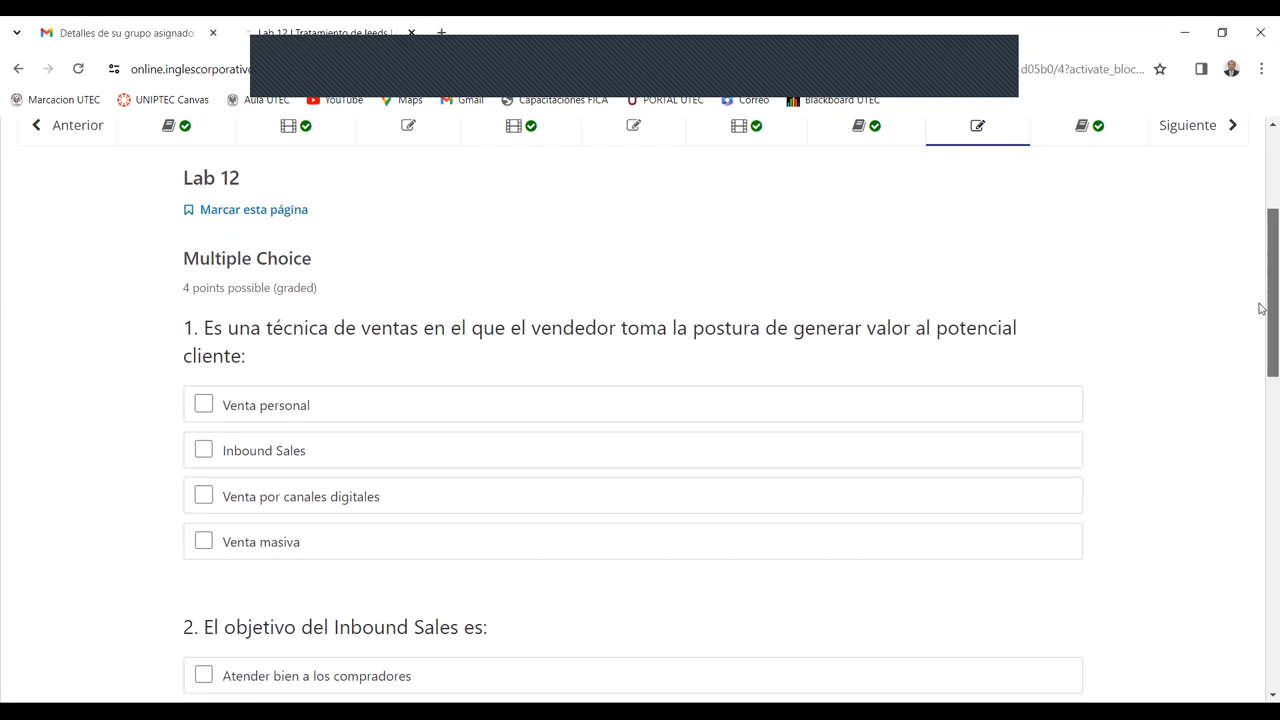 Detalles de su grupo asignado:
Lab 12 | Tratamiento de leeds |
online.inglescorporativo
d05b0/4?activate_bloc...
Marcacion UTEC UNIPTEC Canvas Aula UTEC YouTube Maps Gmail Capacitaciones FICA PORTAL UTEC Correo Blackboard UTEC
Anterior Siguiente
Lab 12
Marcar esta página
Multiple Choice
4 points possible (graded)
1. Es una técnica de ventas en el que el vendedor toma la postura de generar valor al potencial
cliente:
Venta personal
Inbound Sales
Venta por canales digitales
Venta masiva
2. El objetivo del Inbound Sales es:
Atender bien a los compradores